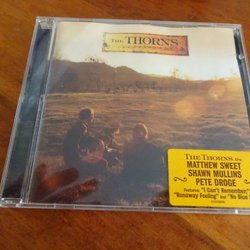 THE THORNS
THE THORNS are
MATTHEW SWEET
SHAWN MULLINS
PETE DROGE
Features: "I Can't Remember,"
"Runaway Feeling" and "No Blue